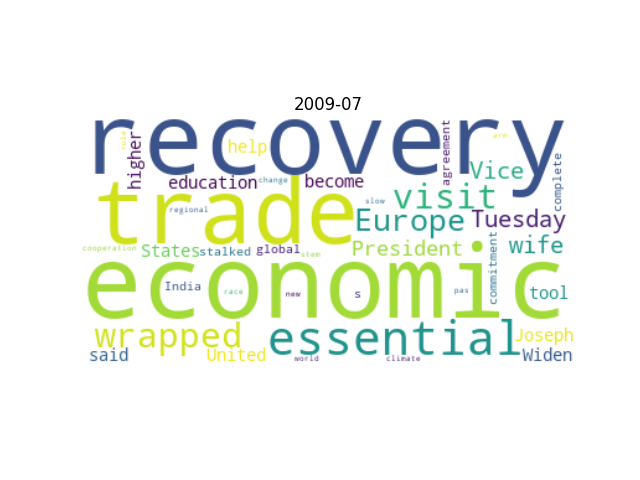 2009-07
recovery
rule
higher
help
agreement
arm
complete
education
change
become
Vice
trade
visit
slow
regional
Europe
Tuesday
cooperation
States
stalked
global
stem
President
wife
economic
commitment
India
race
new
s
pas
tool
wrapped
essential
Joseph
said
United
world
climate
Widen